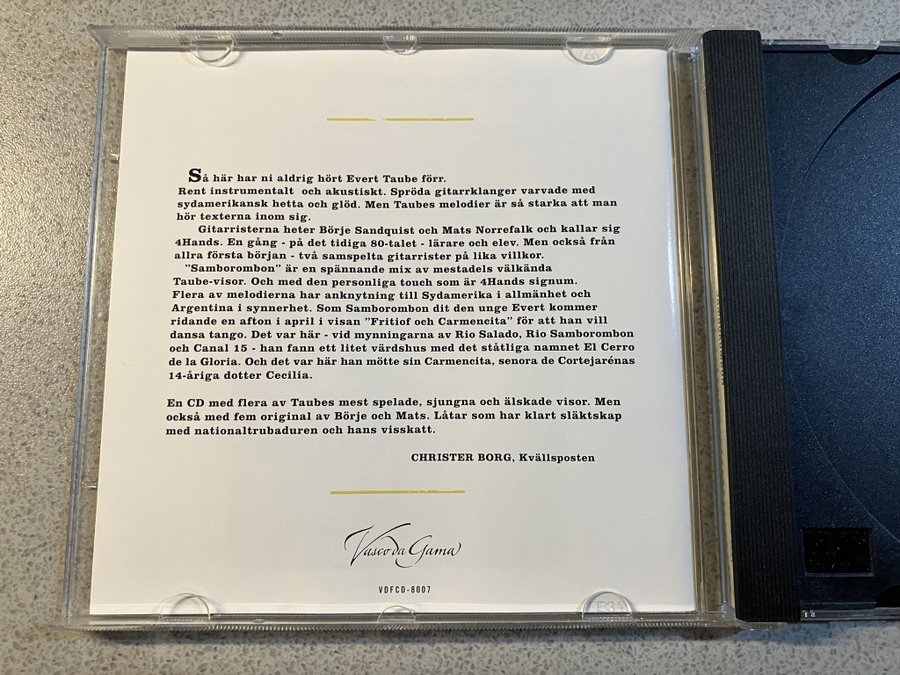 Så här har ni aldrig hört Evert Taube förr.
Rent instrumentalt och akustiskt. Spröda gitarrklanger varvade med
sydamerikansk hetta och glöd. Men Taubes melodier är så starka att man
hör texterna inom sig.
Gitarristerna heter Börje Sandquist och Mats Norrefalk och kallar sig
4Hands. En gång - på det tidiga 80-talet - lärare och elev. Men också från
allra första början - två samspelta gitarrister på lika villkor.
"Samborombon" är en spännande mix av mestadels välkända
Taube-visor. Och med den personliga touch som är 4Hands signum.
Flera av melodierna har anknytning till Sydamerika i allmänhet och
Argentina i synnerhet. Som Samborombon dit den unge Evert kommer
ridande en afton i april i visan "Fritiof och Carmencita" för att han vill
dansa tango. Det var här - vid mynningarna av Rio Salado, Rio Samborombon
och Canal 15 - han fann ett litet värdshus med det ståtliga namnet El Cerro
de la Gloria. Och det var här han mötte sin Carmencita, senora de Cortejarénas
14-åriga dotter Cecilia.
En CD med flera av Taubes mest spelade, sjungna och älskade visor. Men
också med fem original av Börje och Mats. Låtar som har klart släktskap
med nationaltrubaduren och hans visskatt.
CHRISTER BORG, Kvällsposten
Vasco da Gama
VDFCD-8007